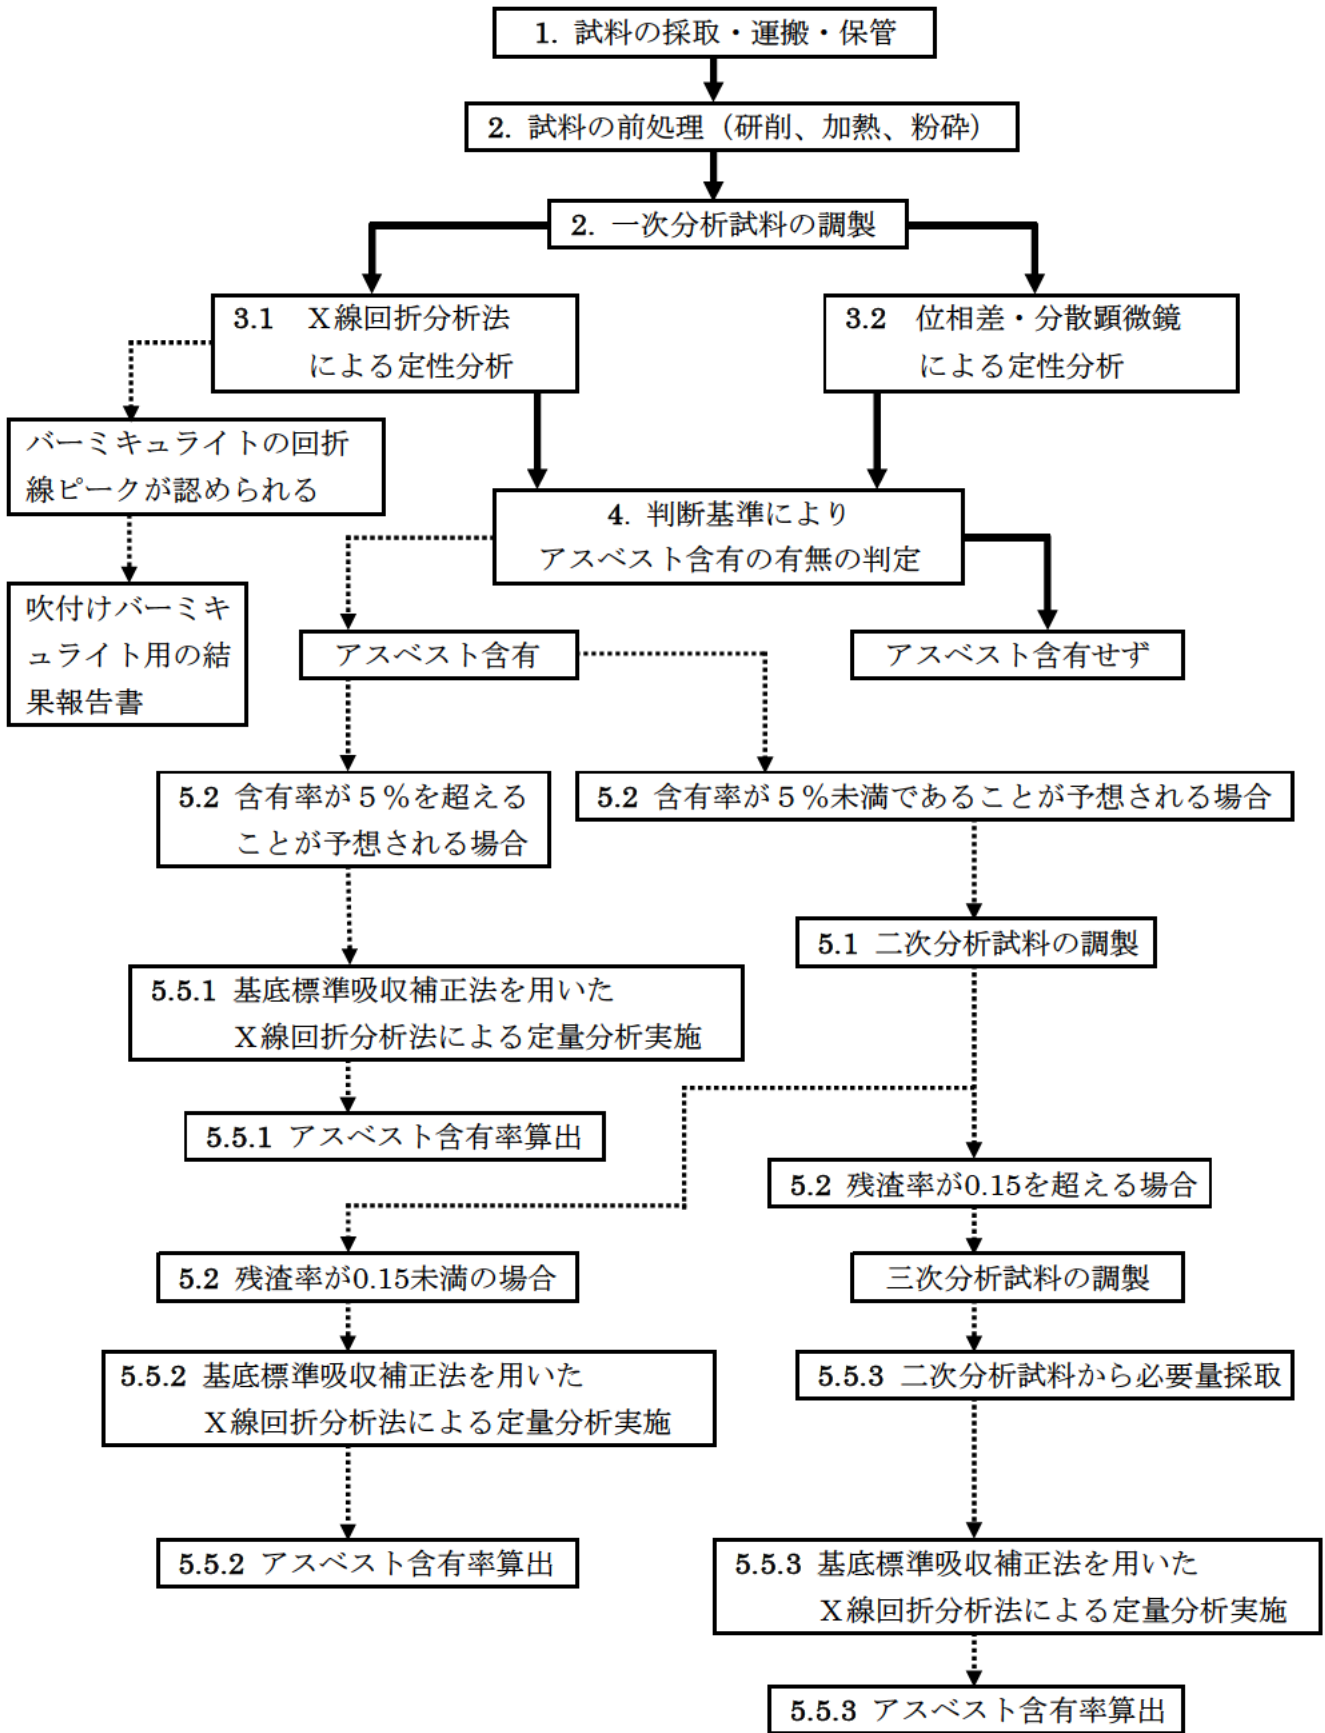 1. 試料の採取・運搬・保管
2. 試料の前処理（研削、加熱、粉砕）
2. 一次分析試料の調製
3.1 X線回折分析法
による定性分析
3.2 位相差・分散顕微鏡
による定性分析
バーミキュライトの回折
線ピークが認められる
4. 判断基準により
アスベスト含有の有無の判定
吹付けバーミキ
ュライト用の結
果報告書
アスベスト含有
アスベスト含有せず
5.2 含有率が５％を超える
ことが予想される場合
5.2 含有率が５％未満であることが予想される場合
5.1 二次分析試料の調製
5.5.1 基底標準吸収補正法を用いた
X線回折分析法による定量分析実施
5.5.1 アスベスト含有率算出
5.2 残渣率が0.15を超える場合
5.2 残渣率が0.15未満の場合
三次分析試料の調製
5.5.2 基底標準吸収補正法を用いた
X線回折分析法による定量分析実施
5.5.3 二次分析試料から必要量採取
5.5.2 アスベスト含有率算出
5.5.3 基底標準吸収補正法を用いた
X線回折分析法による定量分析実施
5.5.3 アスベスト含有率算出